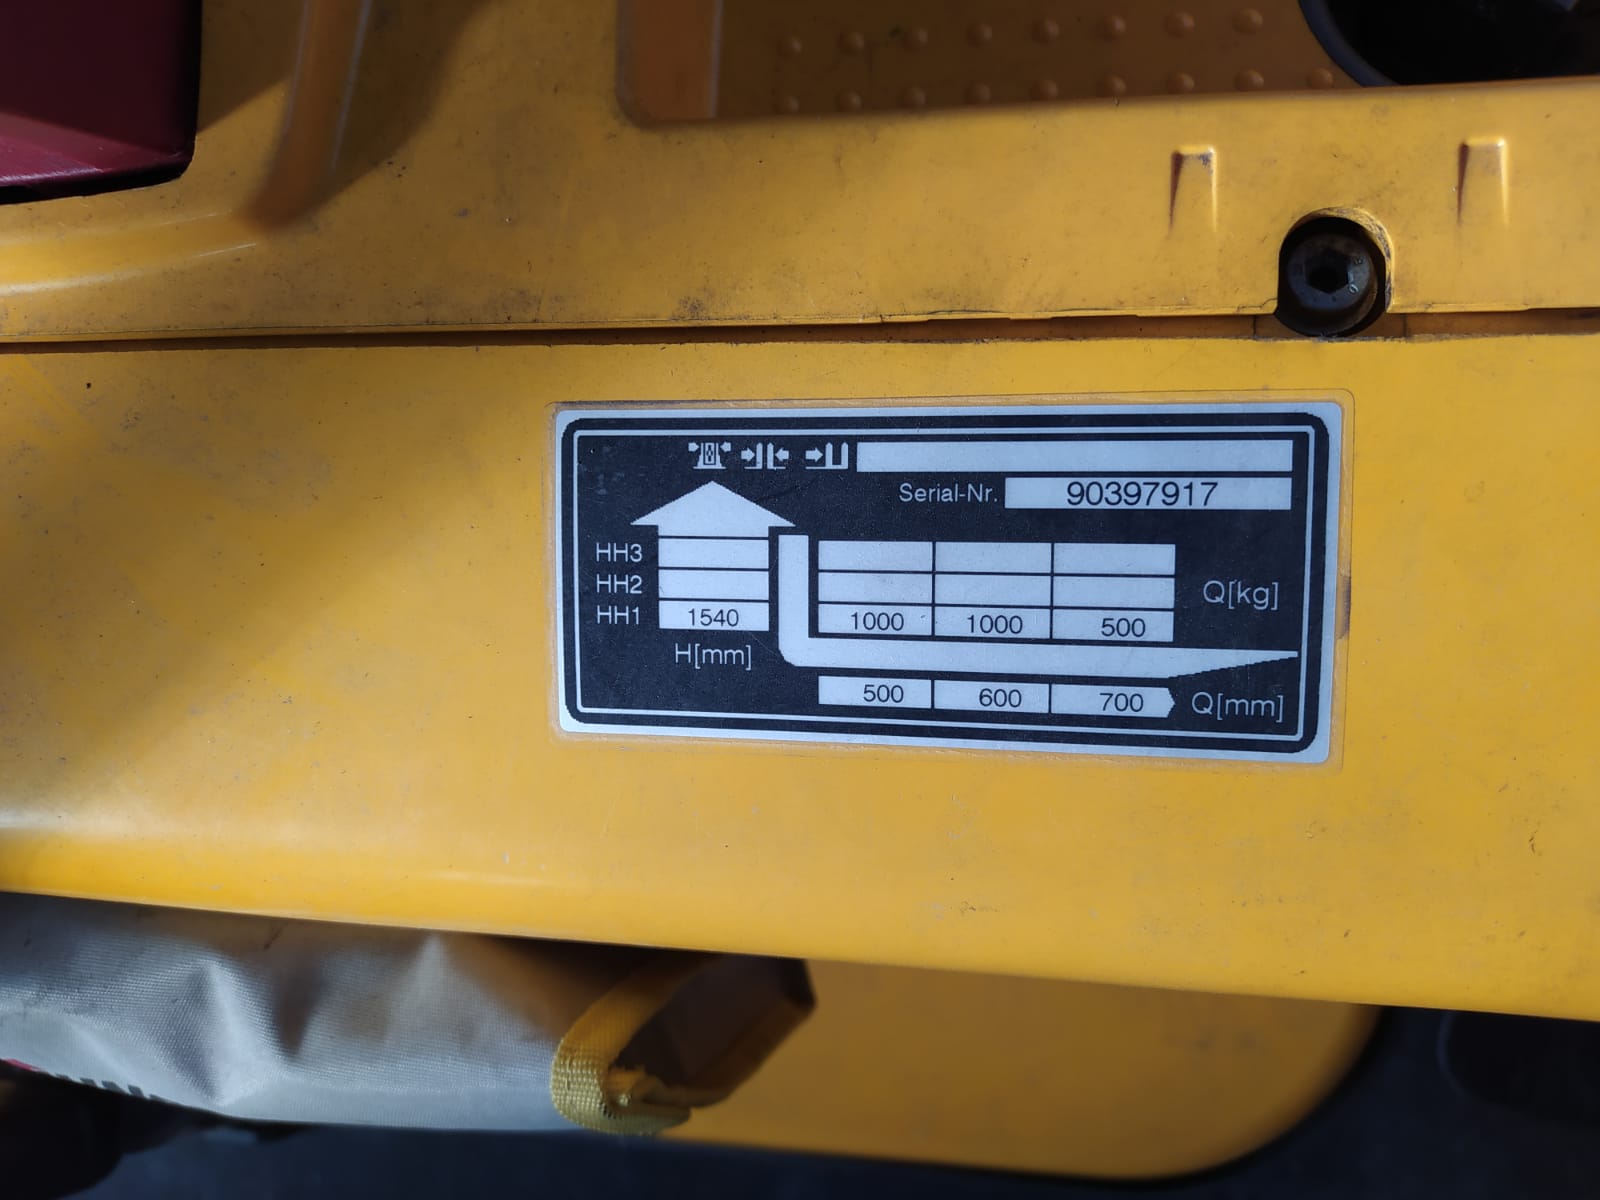 Serial-Nr. 90397917
HH3
HH2
HH1 1540 1000 1000 500
Q[kg]
H[mm]
500 600 700 Q[mm]